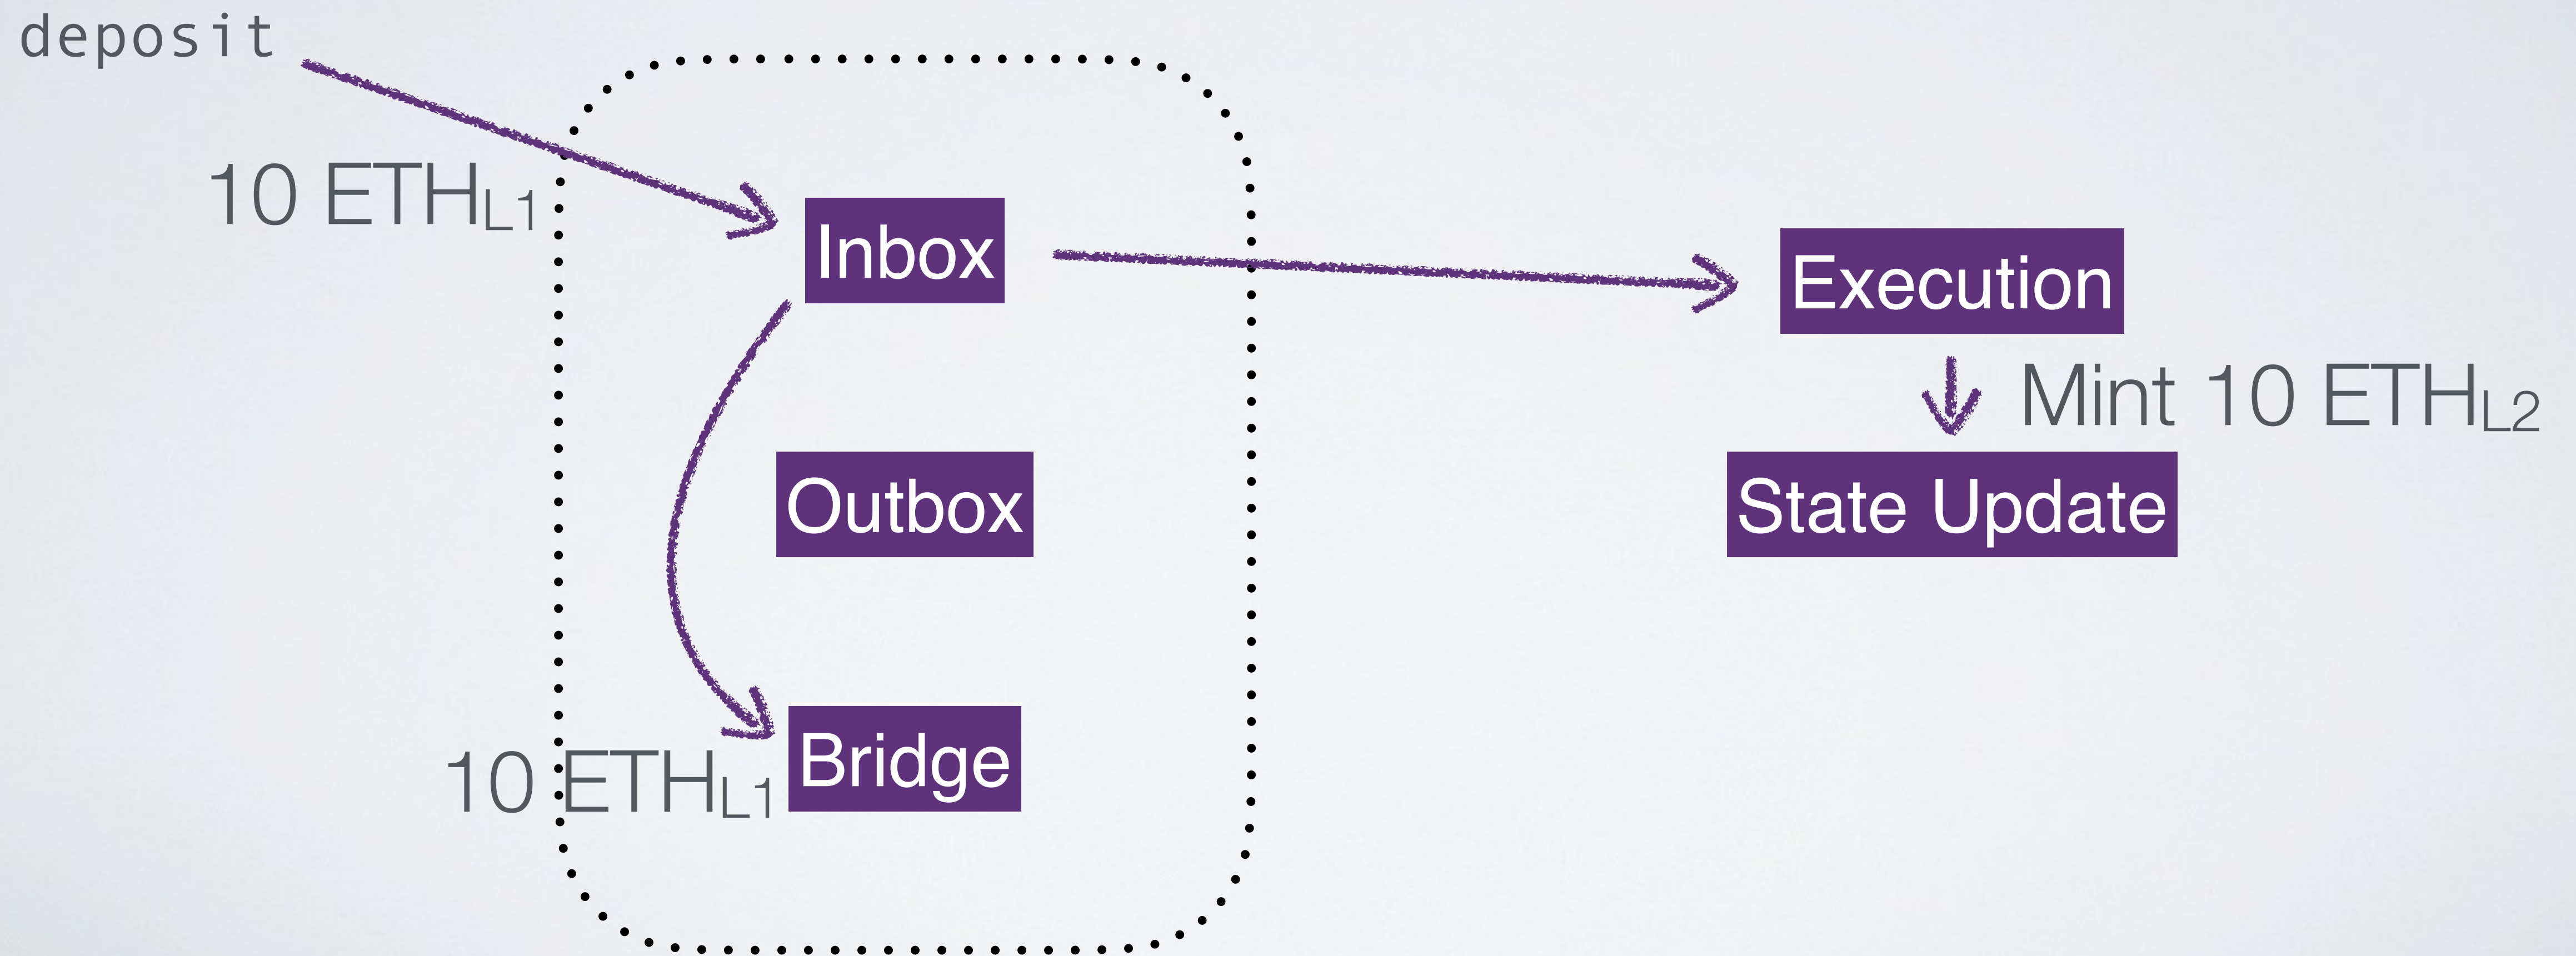 deposit
10 ETHL1
Inbox
Execution
Mint 10 ETHL2
Outbox
State Update
Bridge
10 ETHL1